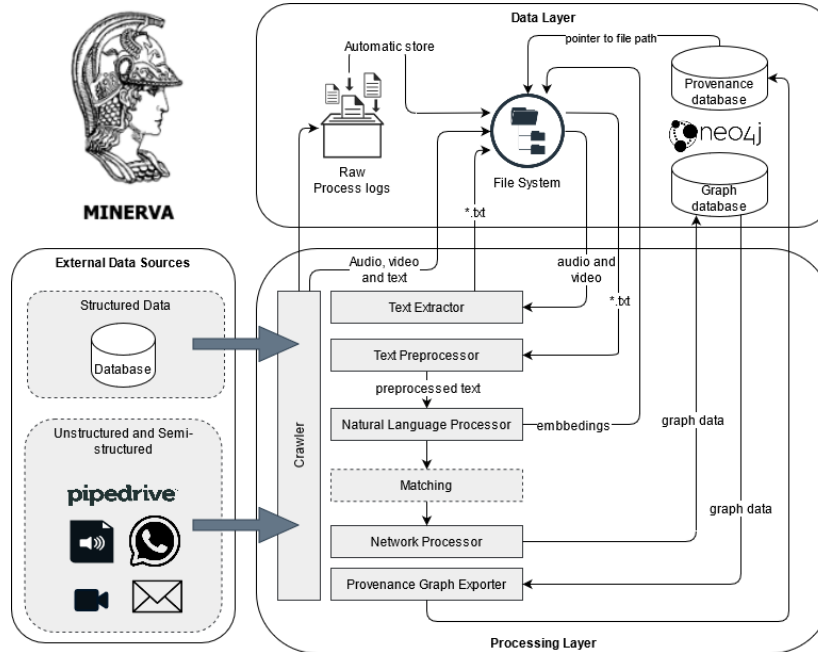 MINERVA
Data Layer
Automatic store
pointer to file path
Provenance
database
neo4j
Raw
Process logs
File System
Graph
database
*.txt
External Data Sources
Structured Data
Database
Unstructured and Semi-
structured
pipedrive
Audio, video
and text
audio and
video
*.txt
Crawler
Text Extractor
Text Preprocessor
preprocessed text
Natural Language Processor
embbedings
graph data
Matching
graph data
Network Processor
Provenance Graph Exporter
Processing Layer